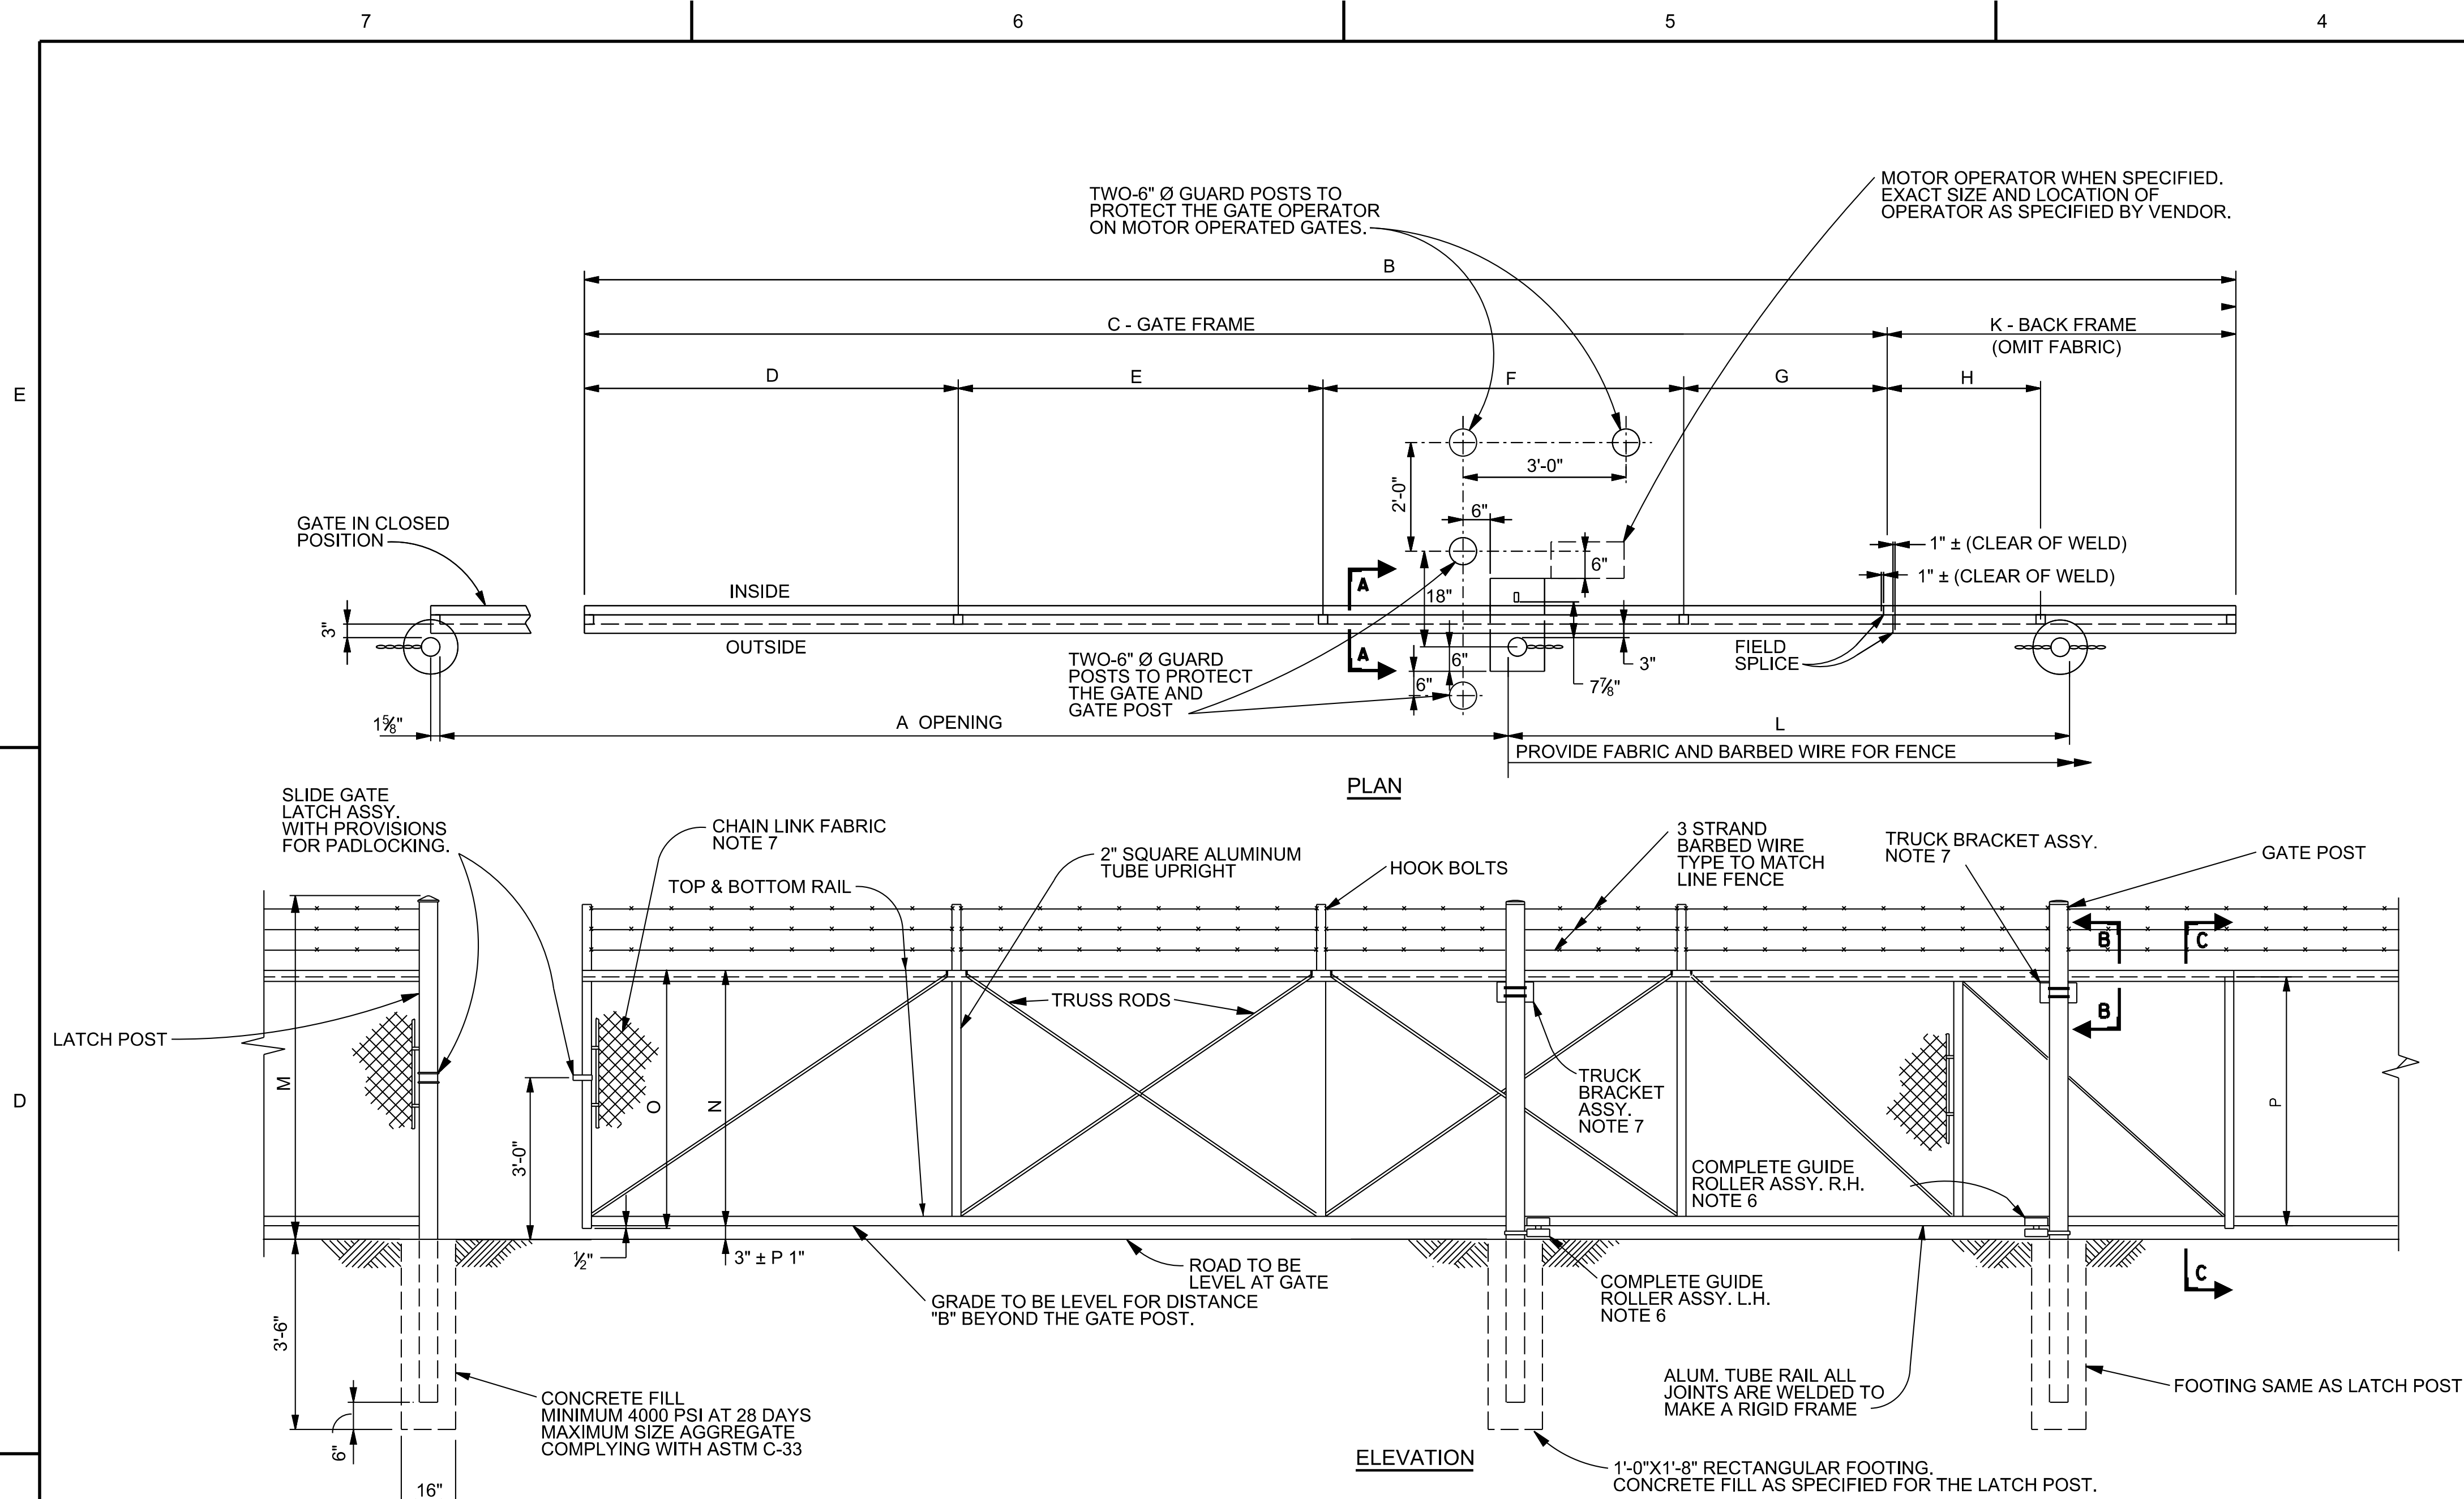 7
6
5
4
E
D
TWO-6" Ø GUARD POSTS TO
PROTECT THE GATE OPERATOR
ON MOTOR OPERATED GATES.
MOTOR OPERATOR WHEN SPECIFIED.
EXACT SIZE AND LOCATION OF
OPERATOR AS SPECIFIED BY VENDOR.
B
C - GATE FRAME
K - BACK FRAME
(OMIT FABRIC)
D
E
F
G
H
3'-0"
2'-0"
6"
6"
18"
6"
6"
GATE IN CLOSED
POSITION
3"
INSIDE
OUTSIDE
A
A
1" ± (CLEAR OF WELD)
1" ± (CLEAR OF WELD)
FIELD
SPLICE
3"
7⅞"
TWO-6" Ø GUARD
POSTS TO PROTECT
THE GATE AND
GATE POST
1⅝"
A OPENING
L
PROVIDE FABRIC AND BARBED WIRE FOR FENCE
PLAN
SLIDE GATE
LATCH ASSY.
WITH PROVISIONS
FOR PADLOCKING.
CHAIN LINK FABRIC
NOTE 7
TOP & BOTTOM RAIL
2" SQUARE ALUMINUM
TUBE UPRIGHT
HOOK BOLTS
3 STRAND
BARBED WIRE
TYPE TO MATCH
LINE FENCE
TRUCK BRACKET ASSY.
NOTE 7
GATE POST
B
C
B
TRUSS RODS
LATCH POST
M
O
N
P
3'-0"
TRUCK
BRACKET
ASSY.
NOTE 7
COMPLETE GUIDE
ROLLER ASSY. R.H.
NOTE 6
½"
3" ± P 1"
ROAD TO BE
LEVEL AT GATE
GRADE TO BE LEVEL FOR DISTANCE
"B" BEYOND THE GATE POST.
COMPLETE GUIDE
ROLLER ASSY. L.H.
NOTE 6
C
3'-6"
6"
16"
CONCRETE FILL
MINIMUM 4000 PSI AT 28 DAYS
MAXIMUM SIZE AGGREGATE
COMPLYING WITH ASTM C-33
ALUM. TUBE RAIL ALL
JOINTS ARE WELDED TO
MAKE A RIGID FRAME
FOOTING SAME AS LATCH POST
ELEVATION
1'-0"X1'-8" RECTANGULAR FOOTING.
CONCRETE FILL AS SPECIFIED FOR THE LATCH POST.